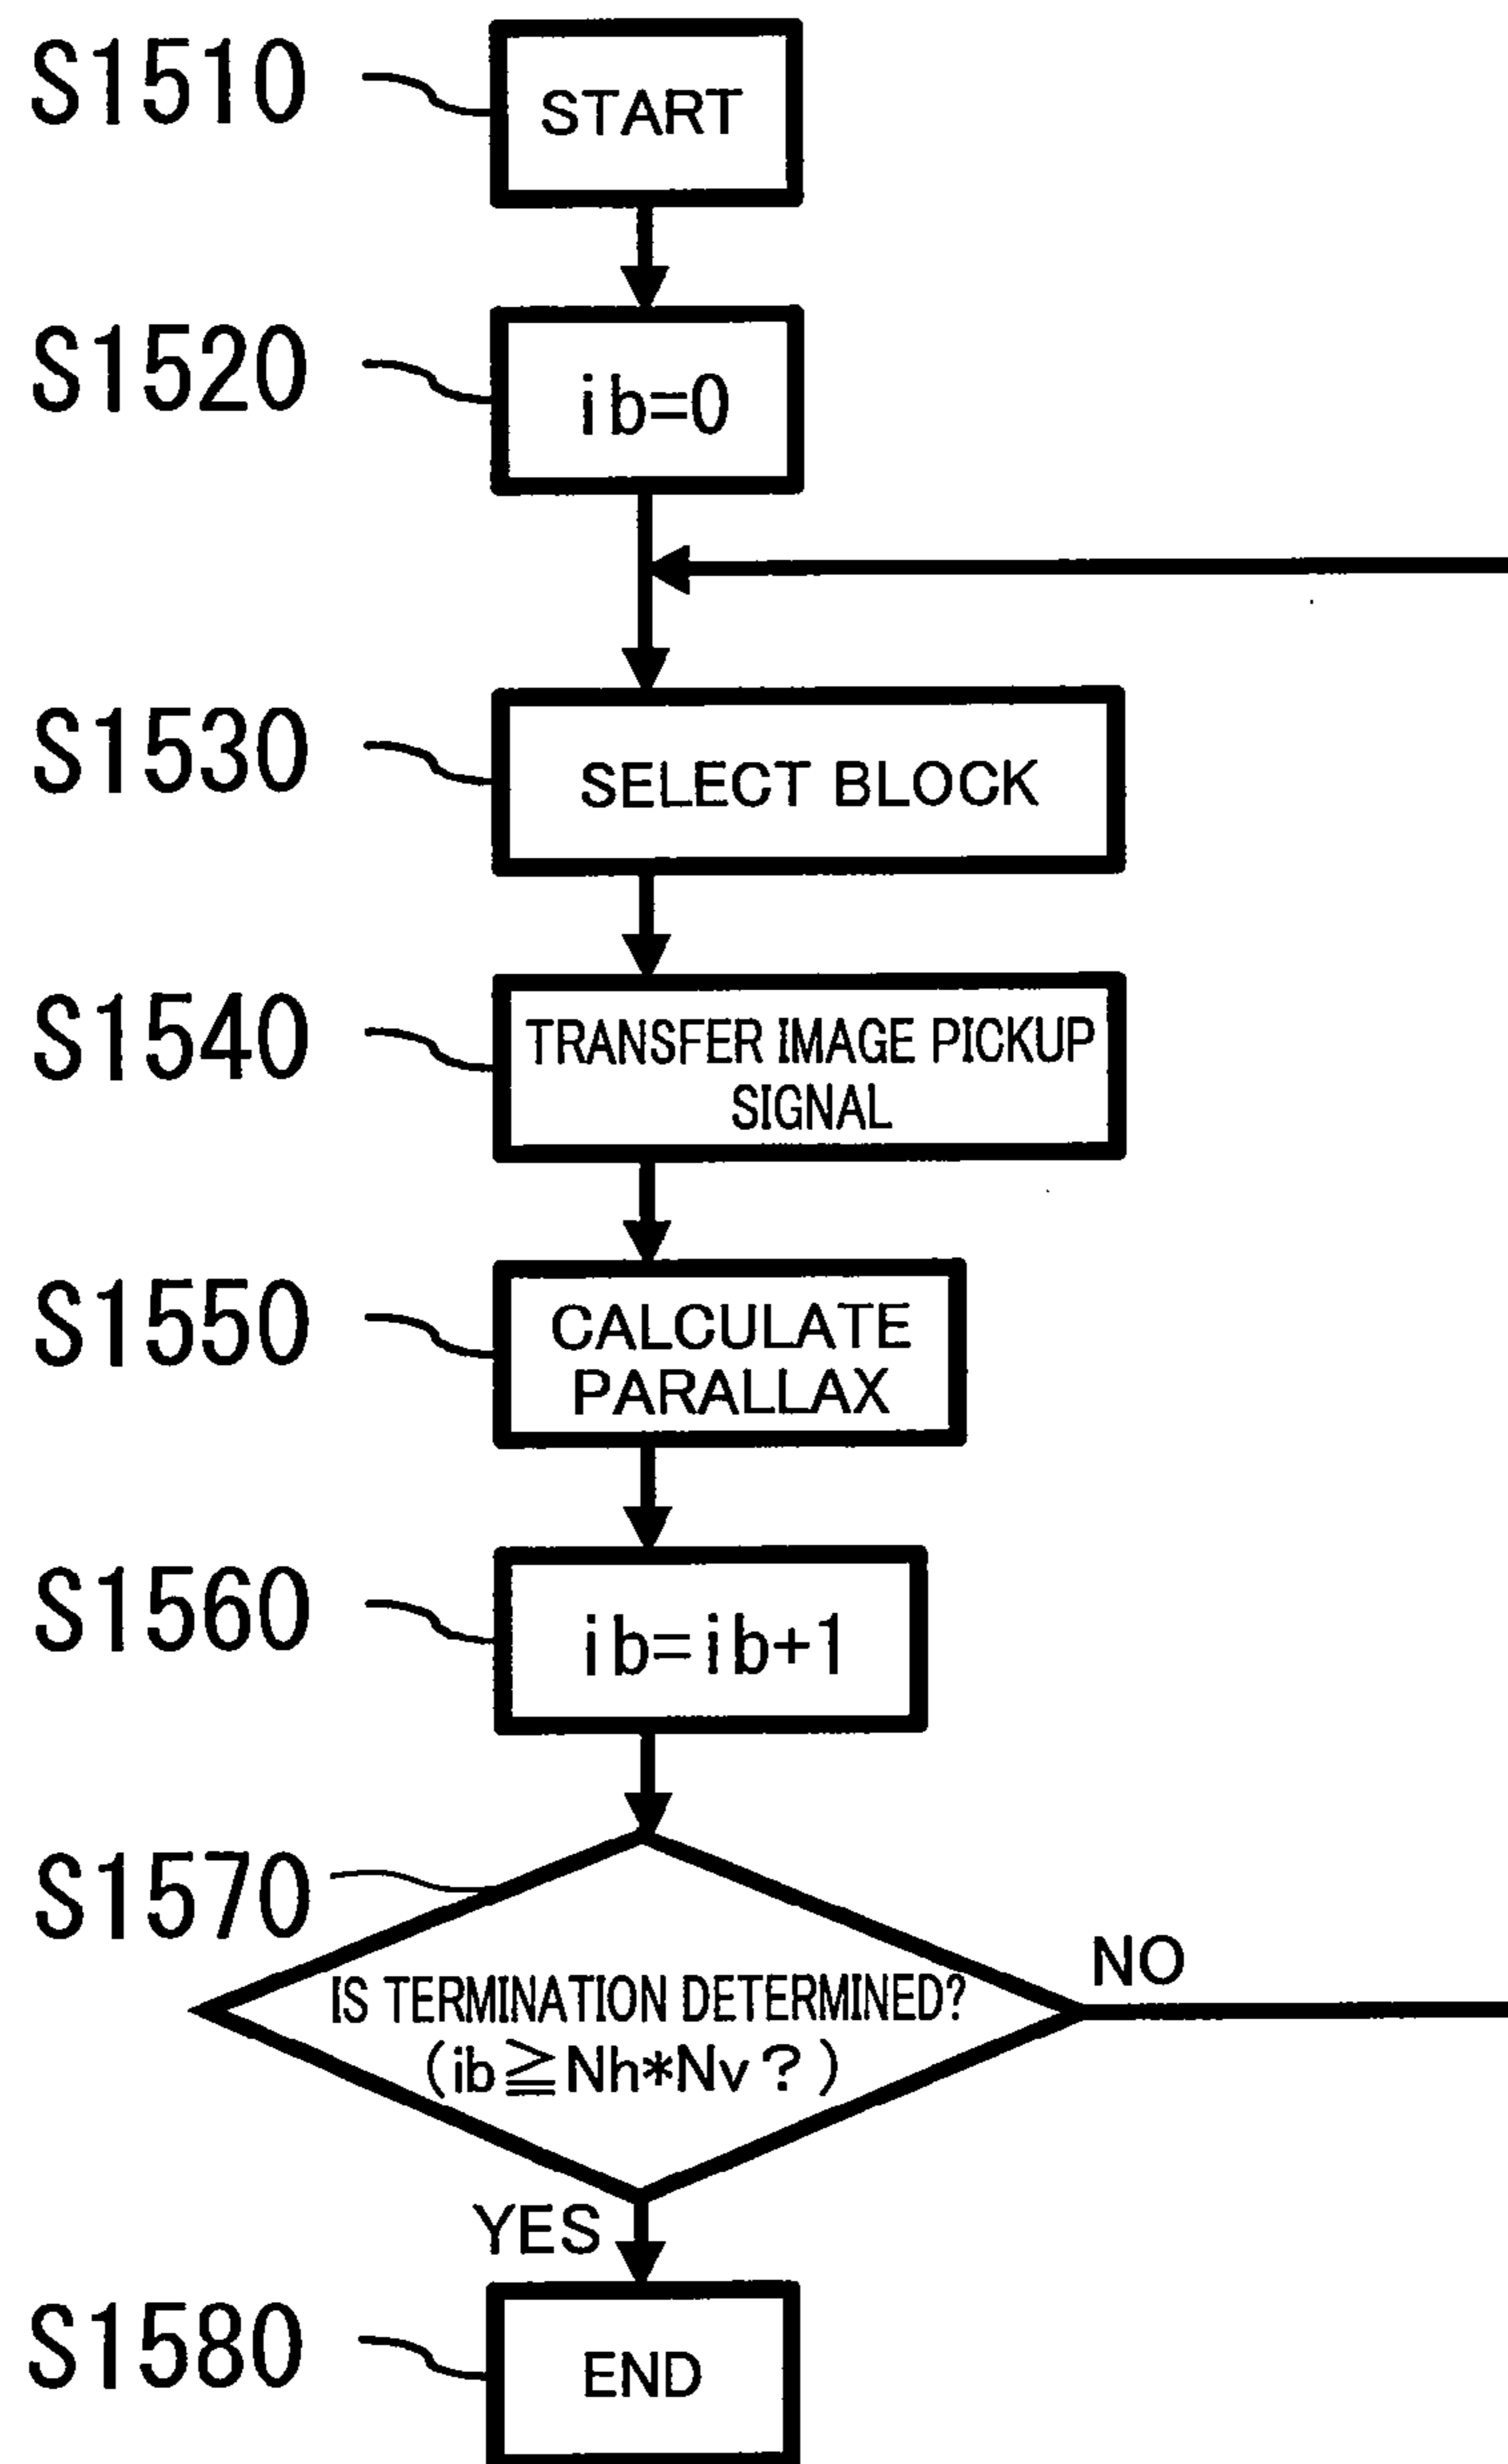 S1510
START
S1520
ib=0
S1530
SELECT BLOCK
S1540
TRANSFER IMAGE PICKUP
SIGNAL
S1550
CALCULATE
PARALLAX
S1560
ib=ib+1
S1570
NO
IS TERMINATION DETERMINED?
(ib≧Nh*Nv?)
YES
S1580
END